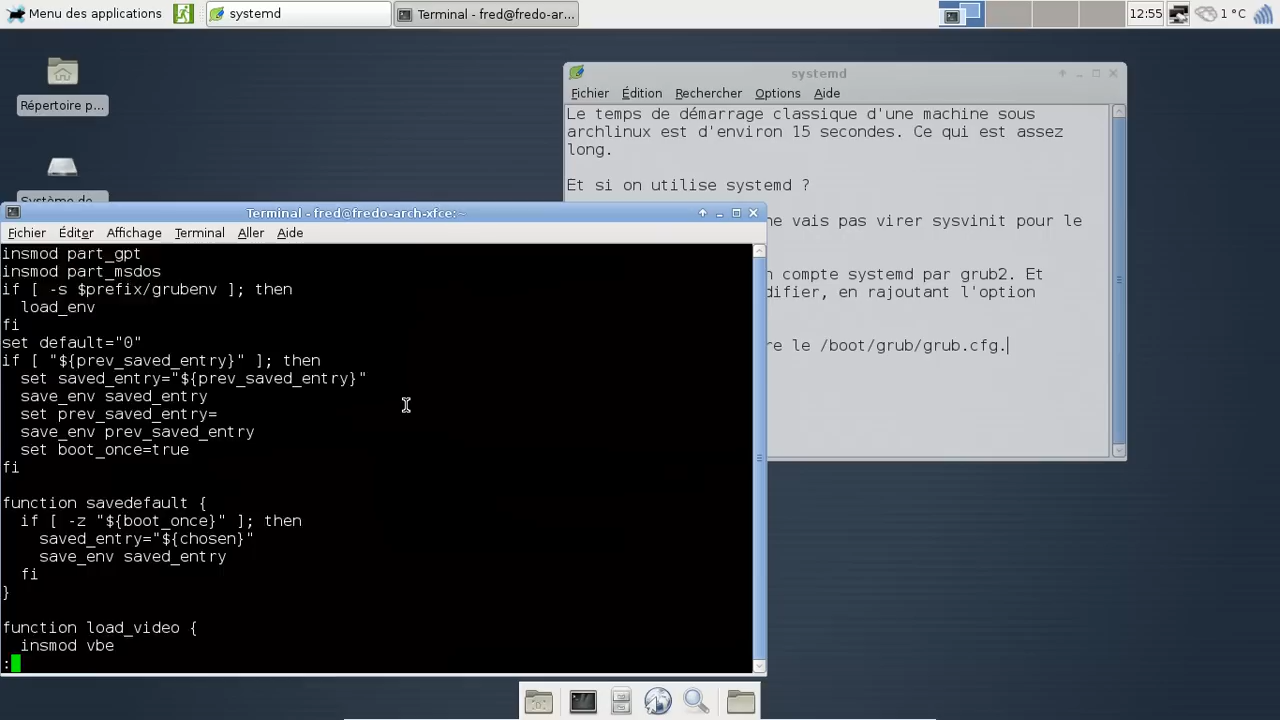 Menu des applications
systemd
Terminal - fred@fredo-ar...
12:55
1 °C
Répertoire p...
Système de
systemd
Fichier Édition Rechercher Options Aide
Le temps de démarrage classique d'une machine sous
archlinux est d'environ 15 secondes. Ce qui est assez
long.
Et si on utilise systemd ?
ne vais pas virer sysvinit pour le
compte systemd par grub2. Et
difier, en rajoutant l'option
re le /boot/grub/grub.cfg.
Terminal - fred@fredo-arch-xfce:~
Fichier Éditer Affichage Terminal Aller Aide
insmod part_gpt
insmod part_msdos
if [ -s $prefix/grubenv ]; then
  load_env
fi
set default="0"
if [ "${prev_saved_entry}" ]; then
  set saved_entry="${prev_saved_entry}"
  save_env saved_entry
  set prev_saved_entry=
  save_env prev_saved_entry
  set boot_once=true
fi
function savedefault {
  if [ -z "${boot_once}" ]; then
    saved_entry="${chosen}"
    save_env saved_entry
  fi
}
function load_video {
  insmod vbe
: